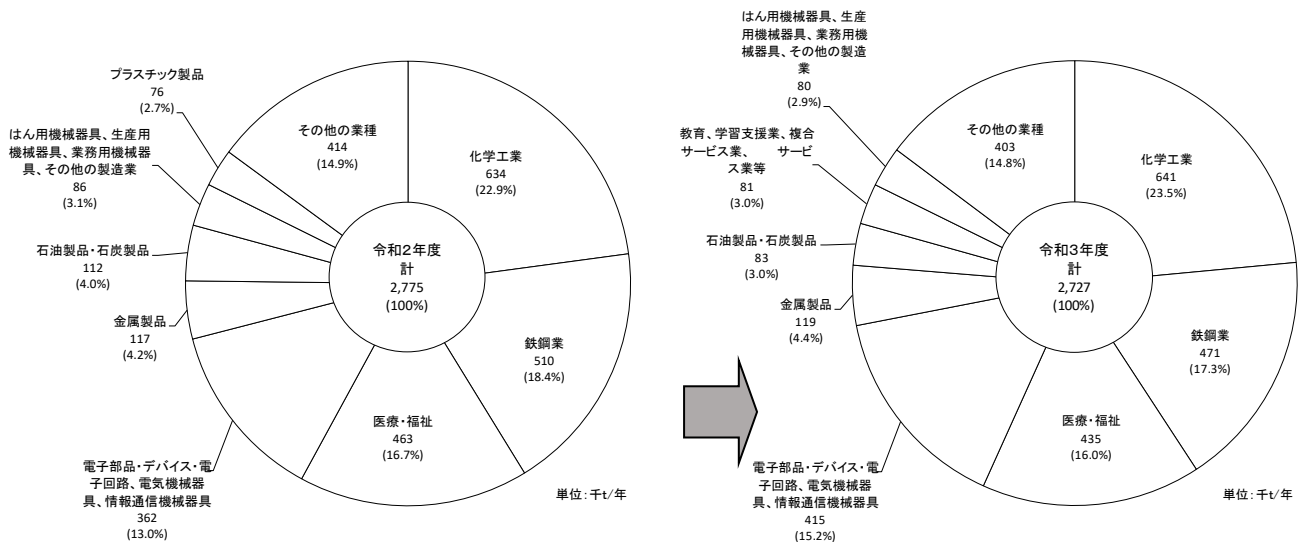 プラスチック製品
76
(2.7%)
はん用機械器具、生産用
機械器具、業務用機械器
具、その他の製造業
86
(3.1%)
石油製品・石炭製品
112
(4.0%)
金属製品
117
(4.2%)
電子部品・デバイス・電
子回路、電気機械器
具、情報通信機械器具
362
(13.0%)
その他の業種
414
(14.9%)
化学工業
634
(22.9%)
令和2年度
計
2,775
(100%)
鉄鋼業
510
(18.4%)
医療・福祉
463
(16.7%)
単位：千t/年
はん用機械器具、生産
用機械器具、業務用機
械器具、その他の製造
業
80
(2.9%)
教育、学習支援業、複合
サービス業、　サービ
ス業等
81
(3.0%)
石油製品・石炭製品
83
(3.0%)
金属製品
119
(4.4%)
電子部品・デバイス・電
子回路、電気機械器
具、情報通信機械器具
415
(15.2%)
その他の業種
403
(14.8%)
化学工業
641
(23.5%)
令和3年度
計
2,727
(100%)
鉄鋼業
471
(17.3%)
医療・福祉
435
(16.0%)
単位：千t/年